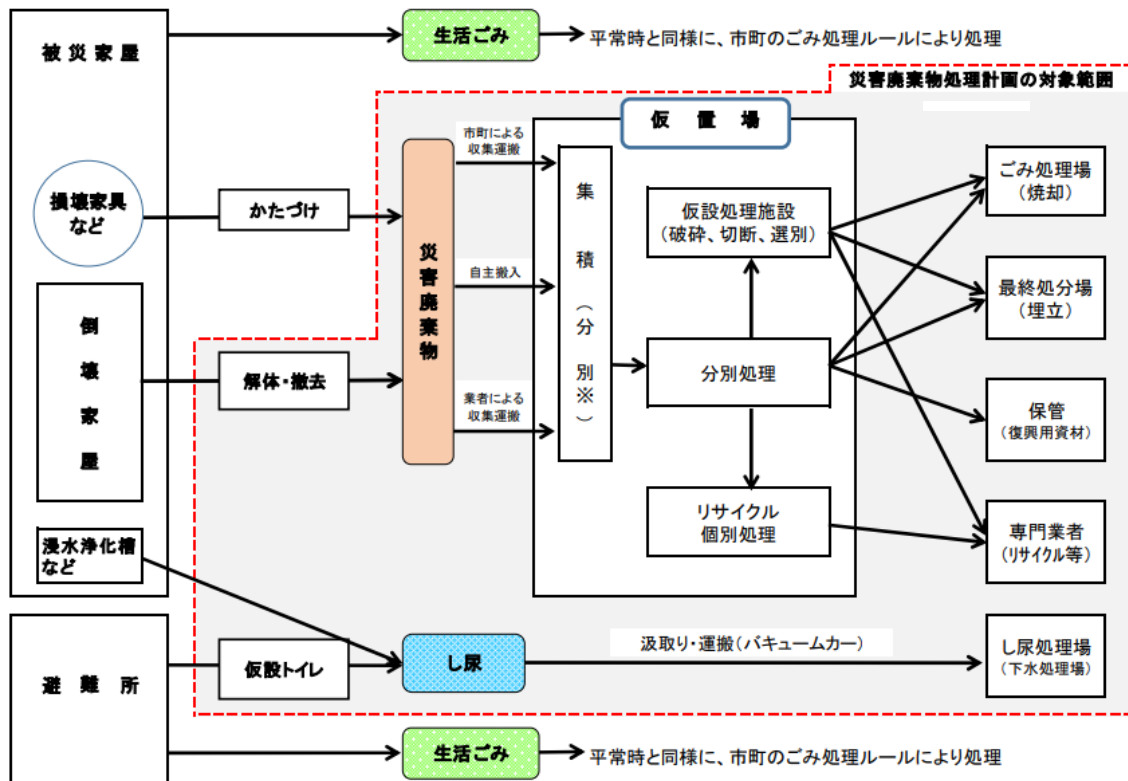 被災家屋
生活ごみ
平常時と同様に、市町のごみ処理ルールにより処理
災害廃棄物処理計画の対象範囲
損壊家具
など
かたづけ
倒壊家屋
解体・撤去
浸水浄化槽
など
災害廃棄物
市町による
収集運搬
自主搬入
業者による
収集運搬
仮置場
集積（分別※）
仮設処理施設
（破砕、切断、選別）
分別処理
リサイクル
個別処理
ごみ処理場
（焼却）
最終処分場
（埋立）
保管
（復興用資材）
専門業者
（リサイクル等）
避難所
仮設トイレ
し尿
汲取り・運搬（バキュームカー）
し尿処理場
（下水処理場）
生活ごみ
平常時と同様に、市町のごみ処理ルールにより処理